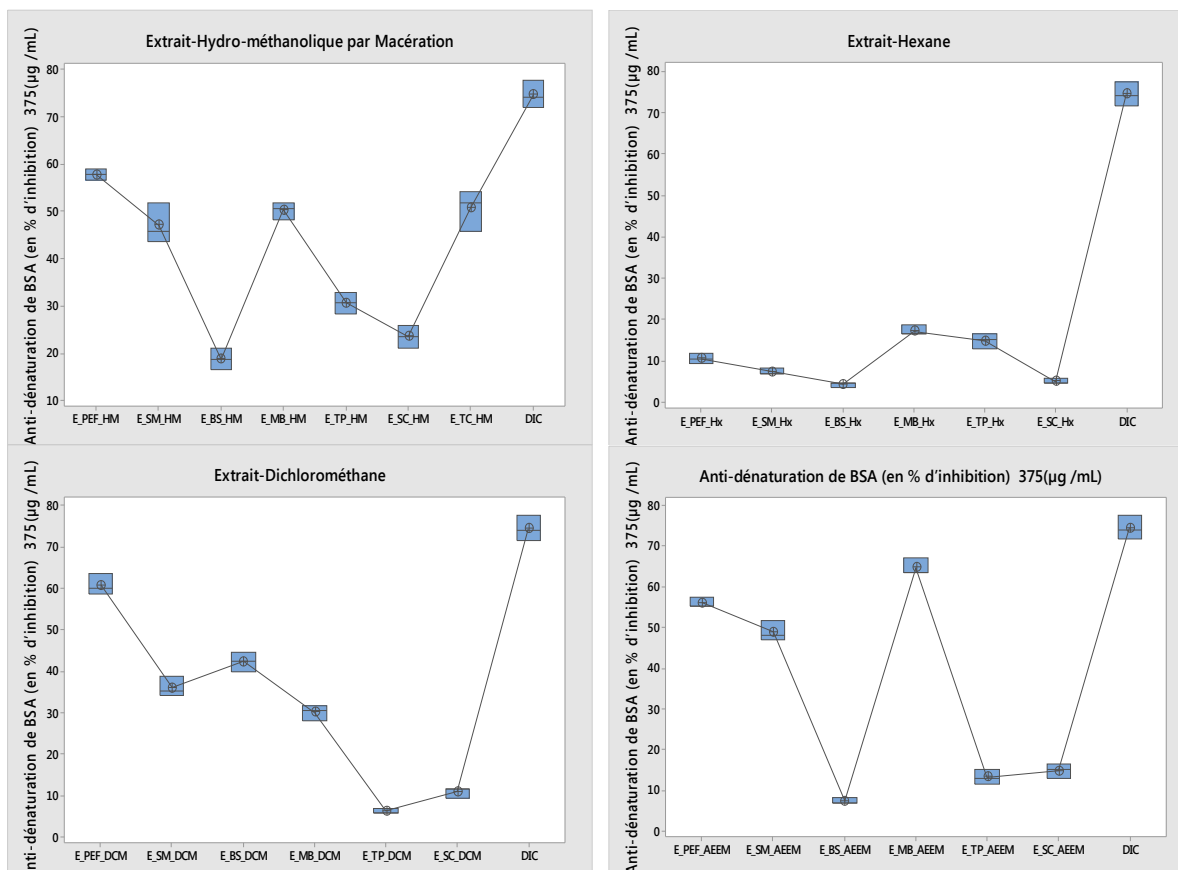 Extrait-Hydro-méthanolique par Macération
Anti-dénaturation de BSA (en % d'inhibition) 375(µg /mL)
80
70
60
50
40
30
20
10
E_PEF_HM E_SM_HM E_BS_HM E_MB_HM E_TP_HM E_SC_HM E_TC_HM DIC
Extrait-Hexane
Anti-dénaturation de BSA (en % d'inhibition) 375(µg /mL)
80
70
60
50
40
30
20
10
0
E_PEF_Hx E_SM_Hx E_BS_Hx E_MB_Hx E_TP_Hx E_SC_Hx DIC
Extrait-Dichlorométhane
Anti-dénaturation de BSA (en % d'inhibition) 375(µg /mL)
80
70
60
50
40
30
20
10
0
E_PEF_DCM E_SM_DCM E_BS_DCM E_MB_DCM E_TP_DCM E_SC_DCM DIC
Anti-dénaturation de BSA (en % d'inhibition) 375(µg /mL)
Anti-dénaturation de BSA (en % d'inhibition) 375(µg /mL)
80
70
60
50
40
30
20
10
0
E_PEF_AEEM E_SM_AEEM E_BS_AEEM E_MB_AEEM E_TP_AEEM E_SC_AEEM DIC